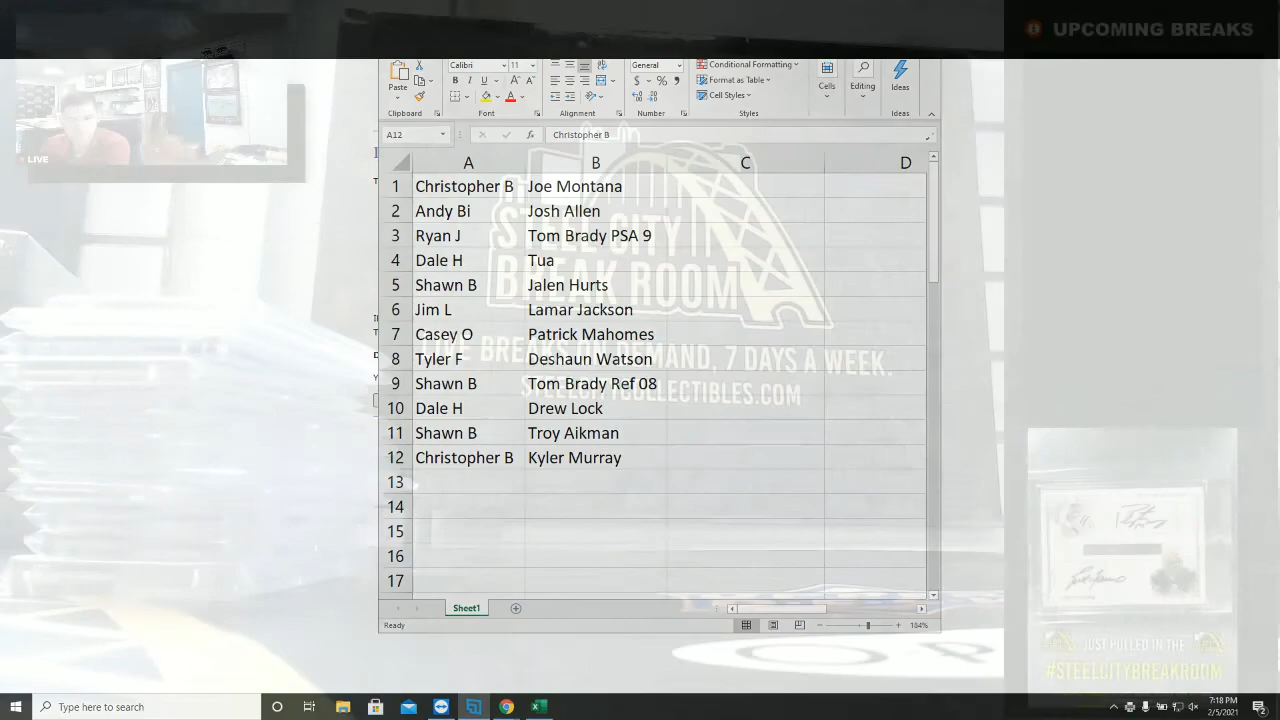 UPCOMING BREAKS
LIVE
Paste
Calibri
11
B I U
A A
A
General
$ % ,
Conditional Formatting
Format as Table
Cell Styles
Cells
Editing
Ideas
Clipboard
Font
Alignment
Number
Styles
Ideas
A12
fx
Christopher B
A B C D
1 Christopher B Joe Montana
2 Andy Bi Josh Allen
3 Ryan J Tom Brady PSA 9
4 Dale H Tua
5 Shawn B Jalen Hurts
6 Jim L Lamar Jackson
7 Casey O Patrick Mahomes
8 Tyler F Deshaun Watson
9 Shawn B Tom Brady Ref 08
10 Dale H Drew Lock
11 Shawn B Troy Aikman
12 Christopher B Kyler Murray
13
14
15
16
17
STEEL CITY
BREAK ROOM
LIVE BREAKS ON DEMAND, 7 DAYS A WEEK.
STEELCITYCOLLECTIBLES.COM
Sheet1
Ready
184%
JUST PULLED IN THE
#STEELCITYBREAKROOM
Type here to search
7:18 PM
2/5/2021
2